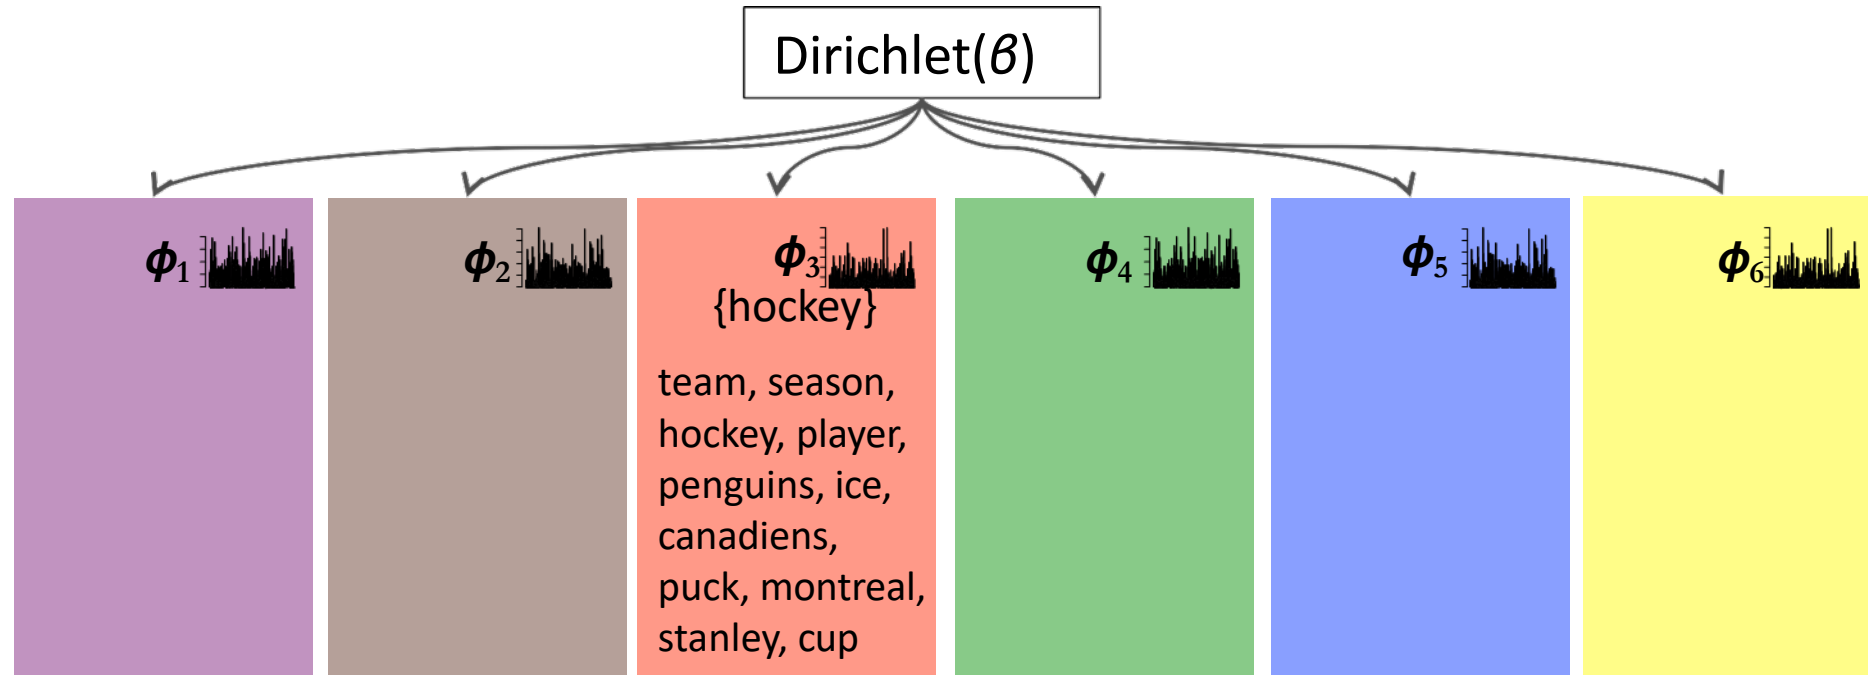 Dirichlet(β)
ϕ1
ϕ2
ϕ3
ϕ4
ϕ5
ϕ6
{hockey}
team, season,
hockey, player,
penguins, ice,
canadiens,
puck, montreal,
stanley, cup